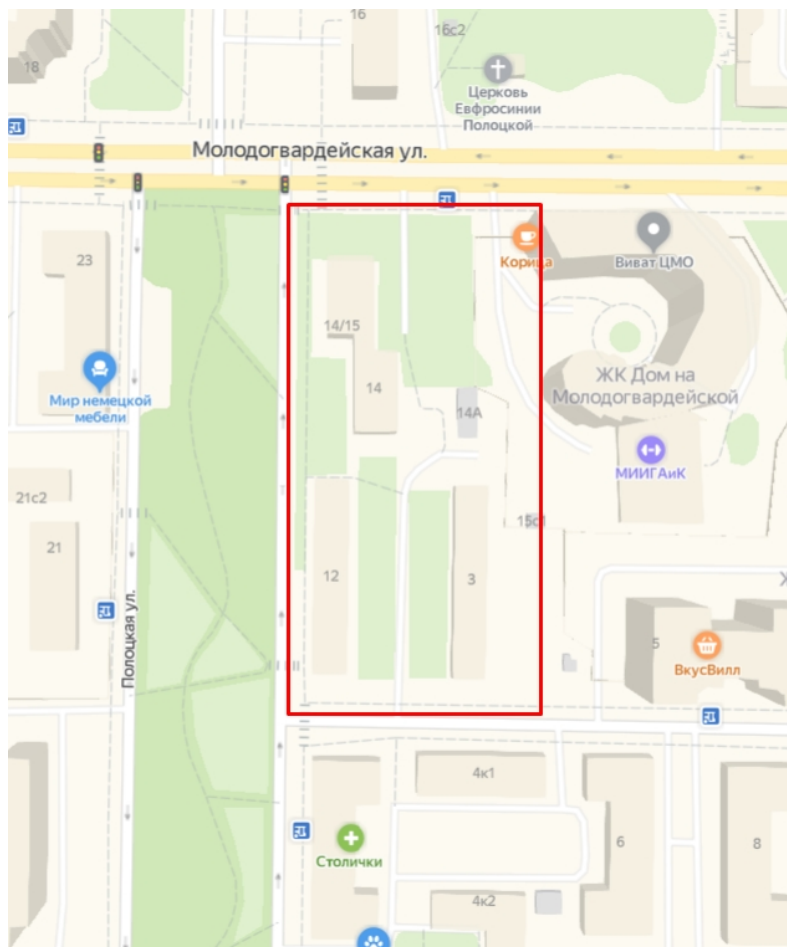 16
16с2
18
Церковь
Евфросинии
Полоцкой
Молодогвардейская ул.
23
Корица
Виват ЦМО
14/15
14
14А
Мир немецкой
мебели
ЖК Дом на
Молодогвардейской
МИИГАиК
21с2
15с1
21
12
3
Полоцкая ул.
5
ВкусВилл
4к1
Столички
6
8
4к2